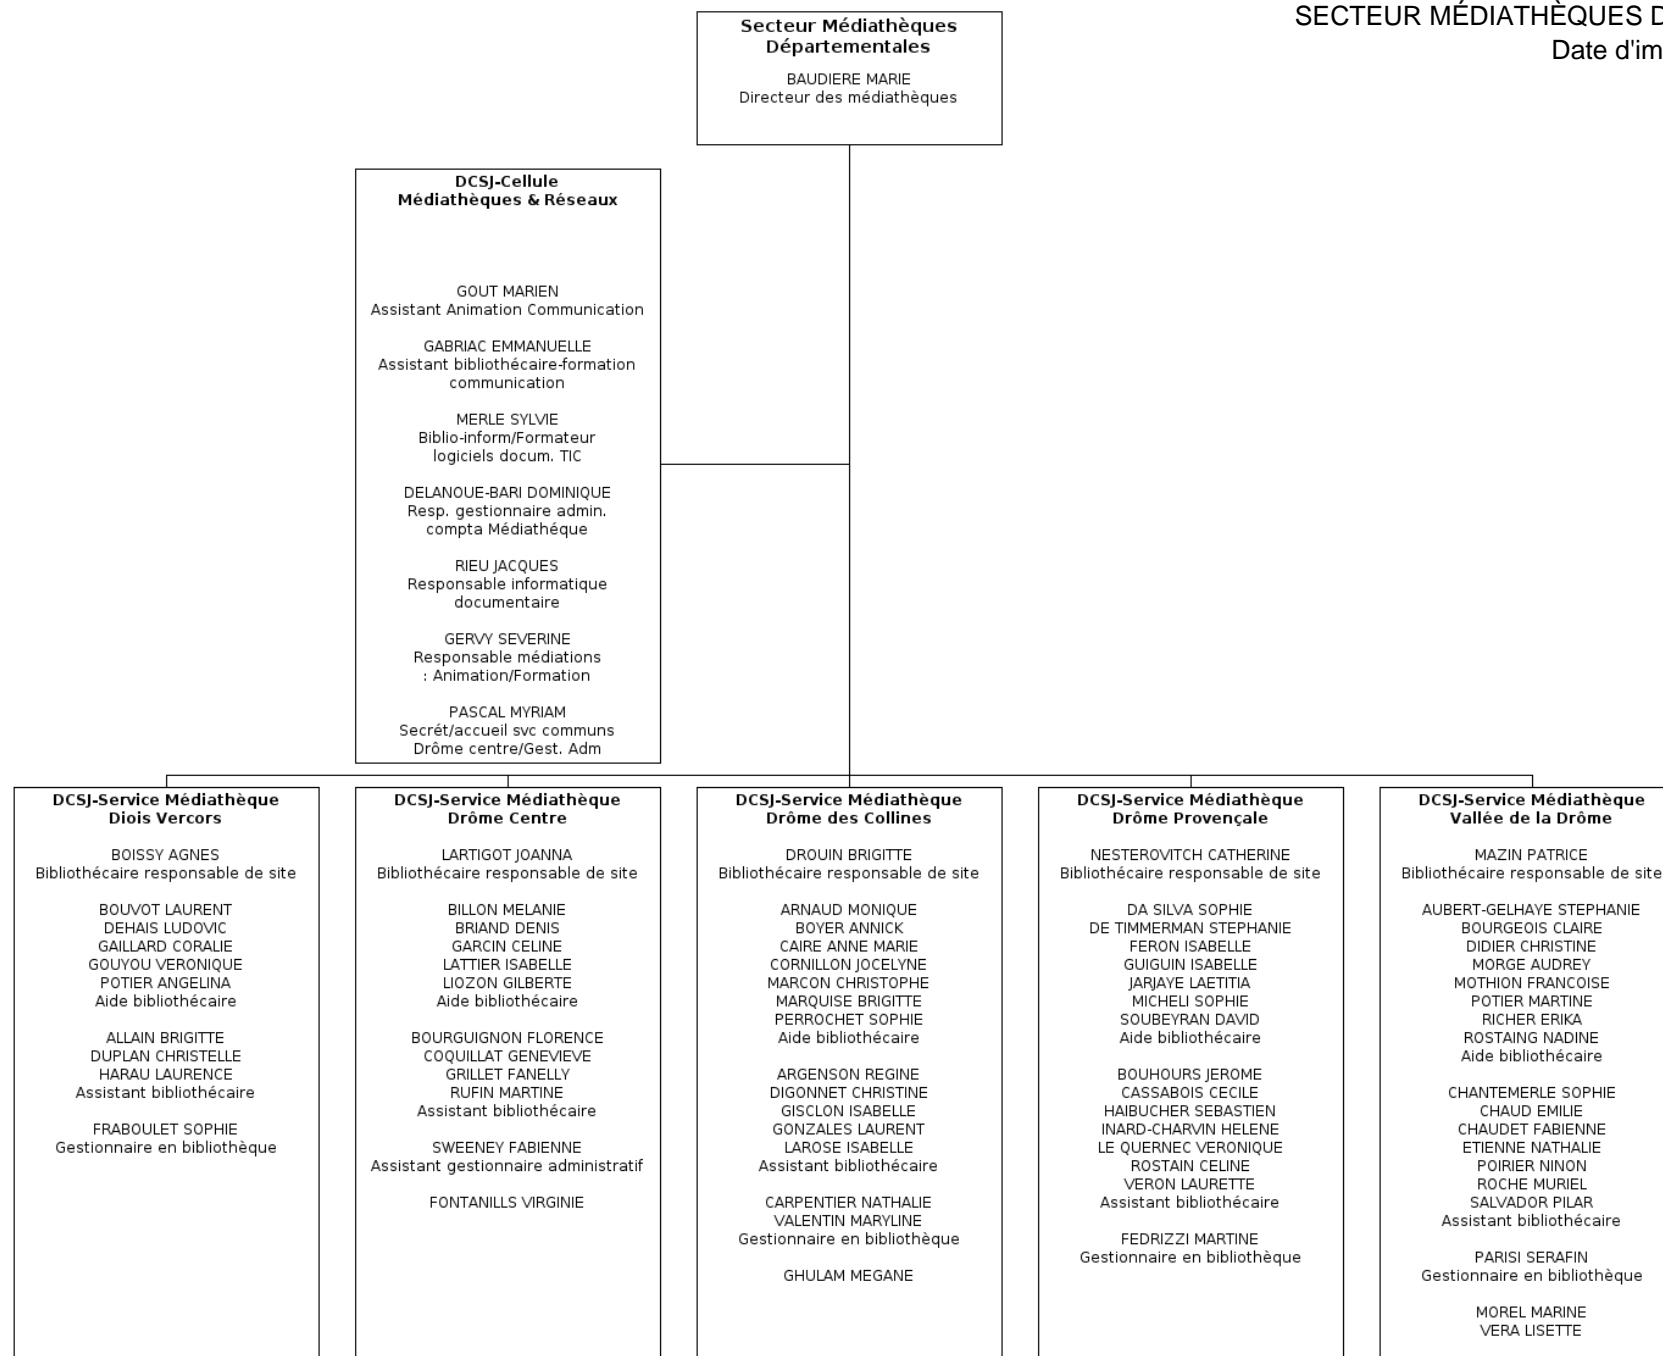 SECTEUR MÉDIATHÈQUES D
Date d'im
Secteur Médiathèques
Départementales
BAUDIERE MARIE
Directeur des médiathèques
DCSJ-Cellule
Médiathèques & Réseaux
GOUT MARIEN
Assistant Animation Communication
GABRIAC EMMANUELLE
Assistant bibliothécaire-formation
communication
MERLE SYLVIE
Biblio-inform/Formateur
logiciels docum. TIC
DELANOUE-BARI DOMINIQUE
Resp. gestionnaire admin.
compta Médiathéque
RIEU JACQUES
Responsable informatique
documentaire
GERVY SEVERINE
Responsable médiations
: Animation/Formation
PASCAL MYRIAM
Secrét/accueil svc communs
Drôme centre/Gest. Adm
DCSJ-Service Médiathèque
Diois Vercors
BOISSY AGNES
Bibliothécaire responsable de site
BOUVOT LAURENT
DEHAIS LUDOVIC
GAILLARD CORALIE
GOUYOU VERONIQUE
POTIER ANGELINA
Aide bibliothécaire
ALLAIN BRIGITTE
DUPLAN CHRISTELLE
HARAU LAURENCE
Assistant bibliothécaire
FRABOULET SOPHIE
Gestionnaire en bibliothèque
DCSJ-Service Médiathèque
Drôme Centre
LARTIGOT JOANNA
Bibliothécaire responsable de site
BILLON MELANIE
BRIAND DENIS
GARCIN CELINE
LATTIER ISABELLE
LIOZON GILBERTE
Aide bibliothécaire
BOURGUIGNON FLORENCE
COQUILLAT GENEVIEVE
GRILLET FANELLY
RUFIN MARTINE
Assistant bibliothécaire
SWEENEY FABIENNE
Assistant gestionnaire administratif
FONTANILLS VIRGINIE
DCSJ-Service Médiathèque
Drôme des Collines
DROUIN BRIGITTE
Bibliothécaire responsable de site
ARNAUD MONIQUE
BOYER ANNICK
CAIRE ANNE MARIE
CORNILLON JOCELYNE
MARCON CHRISTOPHE
MARQUISE BRIGITTE
PERROCHET SOPHIE
Aide bibliothécaire
ARGENSON REGINE
DIGONNET CHRISTINE
GISCLON ISABELLE
GONZALES LAURENT
LAROSE ISABELLE
Assistant bibliothécaire
CARPENTIER NATHALIE
VALENTIN MARYLINE
Gestionnaire en bibliothèque
GHULAM MEGANE
DCSJ-Service Médiathèque
Drôme Provençale
NESTEROVITCH CATHERINE
Bibliothécaire responsable de site
DA SILVA SOPHIE
DE TIMMERMAN STEPHANIE
FERON ISABELLE
GUIGUIN ISABELLE
JARJAYE LAETITIA
MICHELI SOPHIE
SOUBEYRAN DAVID
Aide bibliothécaire
BOUHOURS JEROME
CASSABOIS CECILE
HAIBUCHER SEBASTIEN
INARD-CHARVIN HELENE
LE QUERNEC VERONIQUE
ROSTAIN CELINE
VERON LAURETTE
Assistant bibliothécaire
FEDRIZZI MARTINE
Gestionnaire en bibliothèque
DCSJ-Service Médiathèque
Vallée de la Drôme
MAZIN PATRICE
Bibliothécaire responsable de site
AUBERT-GELHAYE STEPHANIE
BOURGEOIS CLAIRE
DIDIER CHRISTINE
MORGE AUDREY
MOTHION FRANCOISE
POTIER MARTINE
RICHER ERIKA
ROSTAING NADINE
Aide bibliothécaire
CHANTEMERLE SOPHIE
CHAUD EMILIE
CHAUDET FABIENNE
ETIENNE NATHALIE
POIRIER NINON
ROCHE MURIEL
SALVADOR PILAR
Assistant bibliothécaire
PARISI SERAFIN
Gestionnaire en bibliothèque
MOREL MARINE
VERA LISETTE